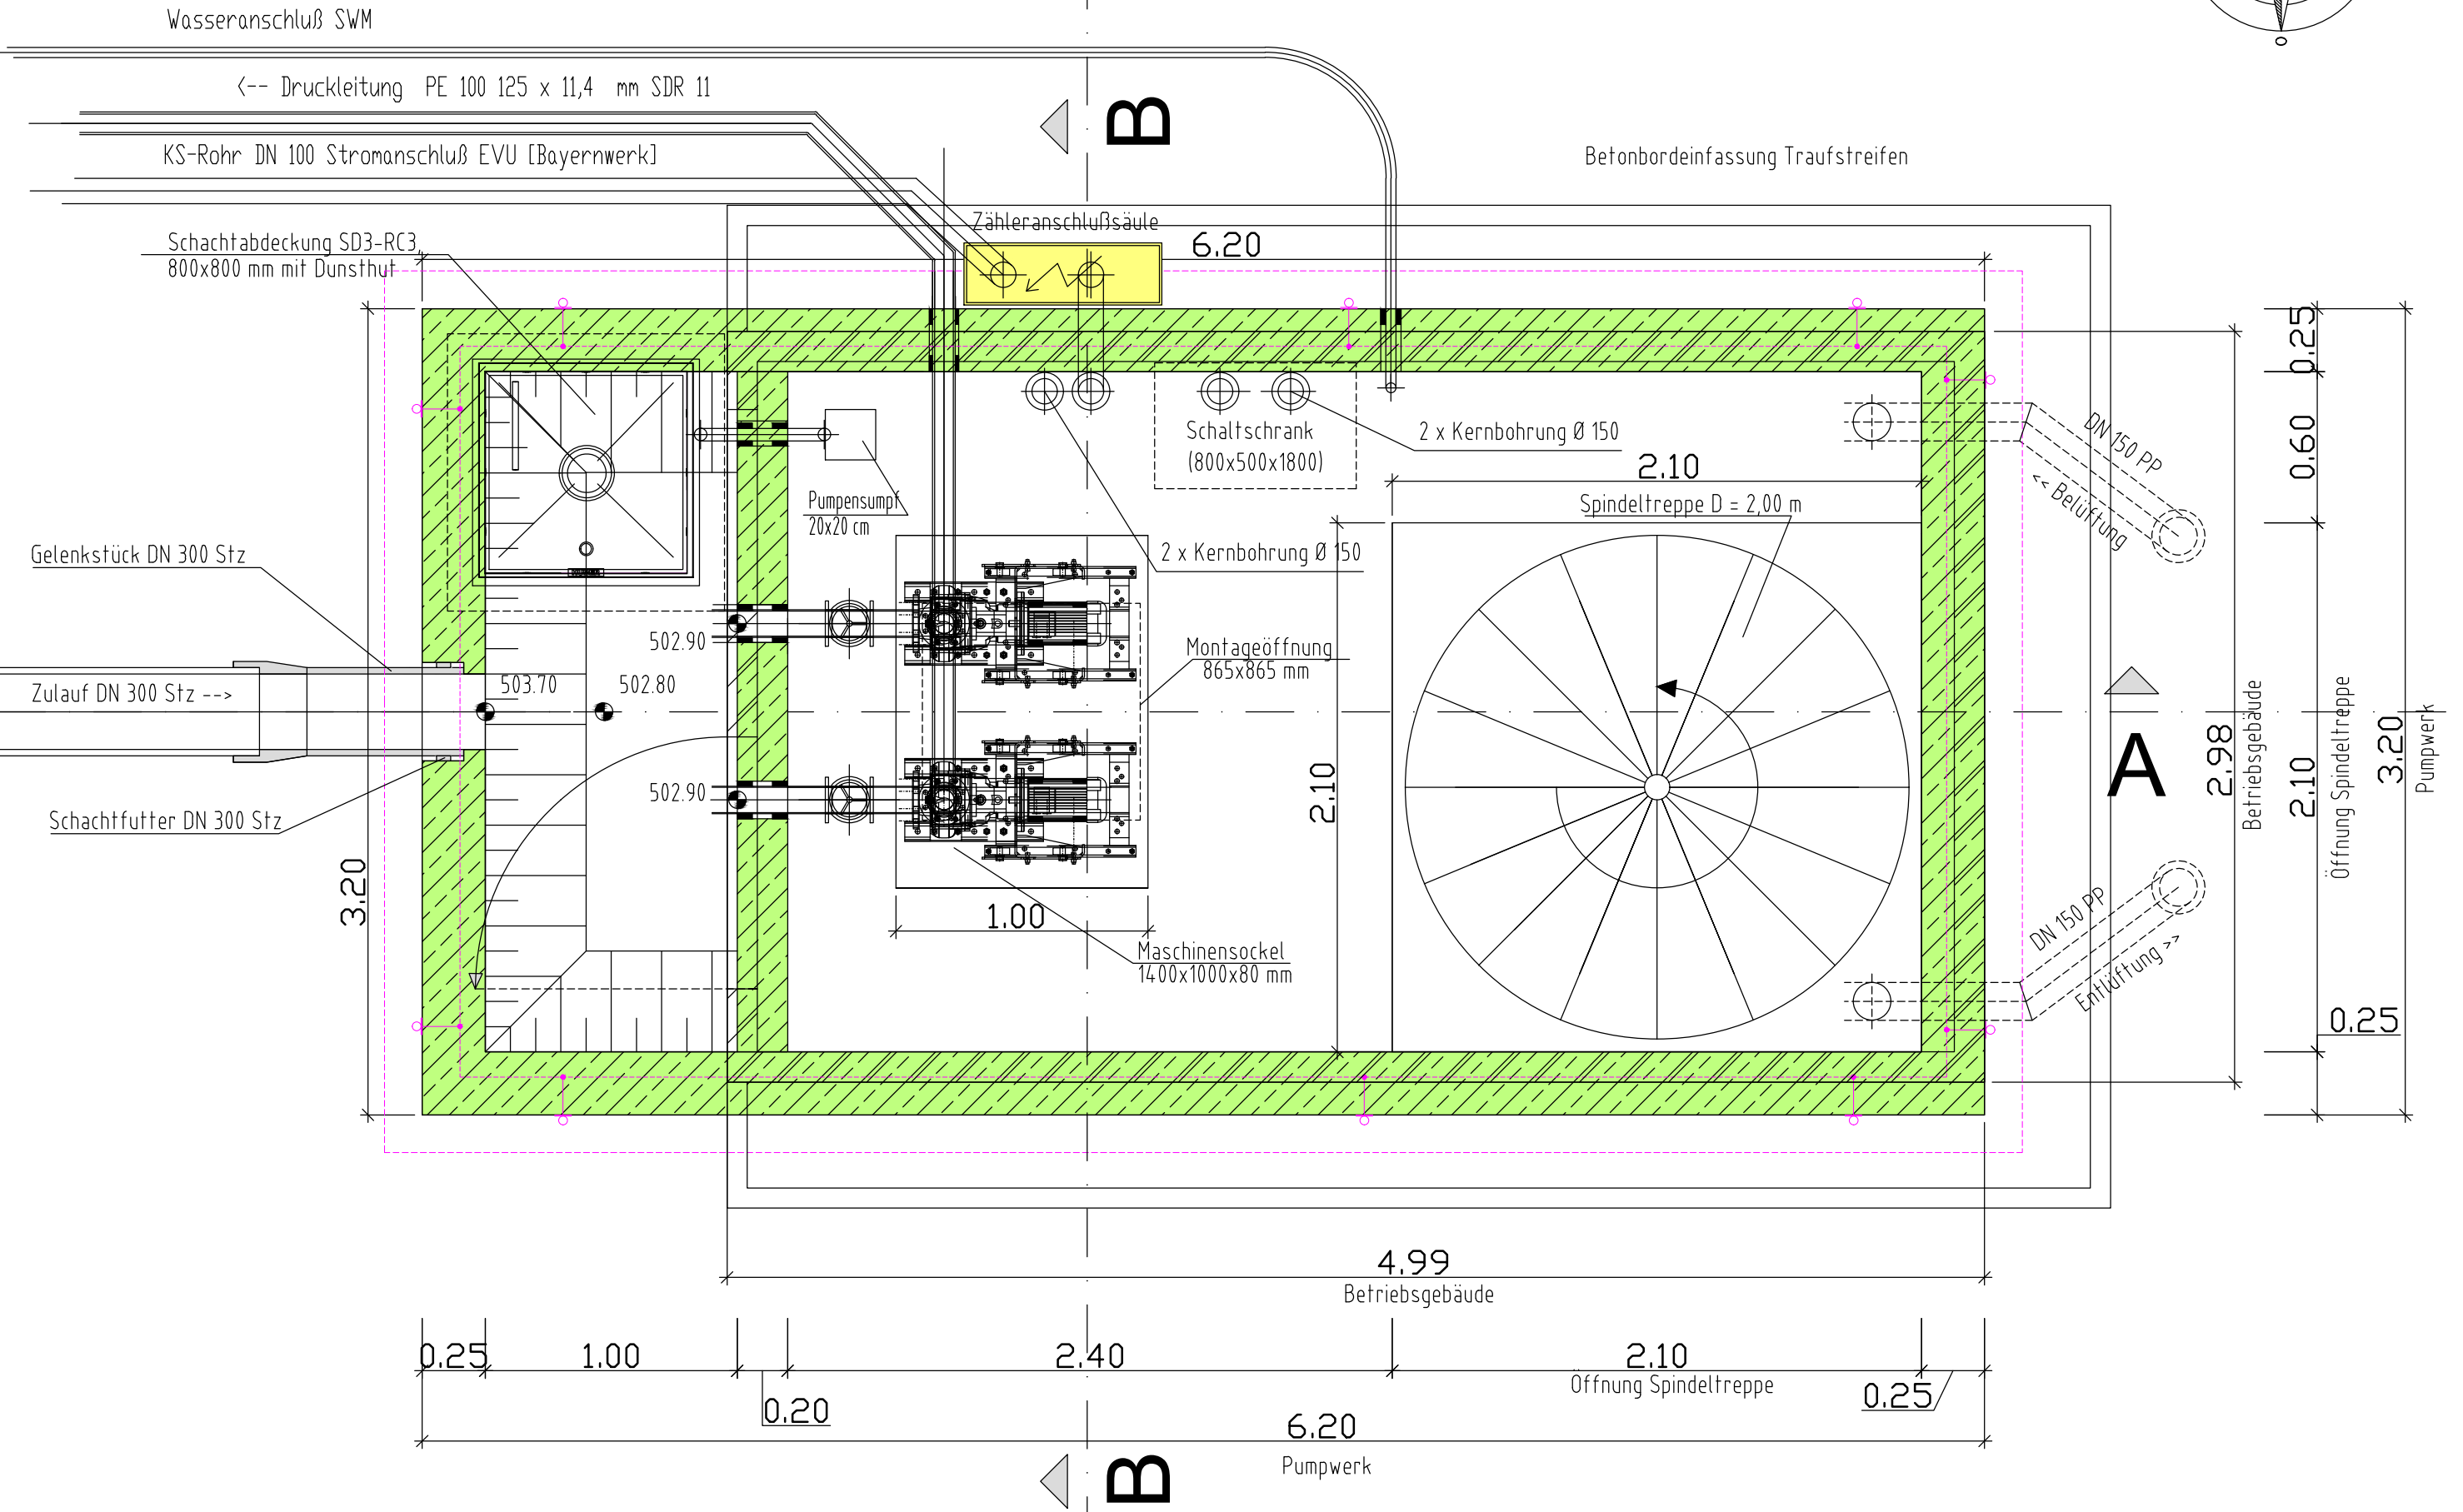 Wasseranschluß SWM
O
<-- Druckleitung PE 100 125 x 11,4 mm SDR 11
B
KS-Rohr DN 100 Stromanschluß EVU [Bayernwerk]
Betonbordeinfassung Traufstreifen
Zähleranschlußsäule
6.20
Schachtabdeckung SD3-RC3,
800x800 mm mit Dunsthut
0.25
Schaltschrank
(800x500x1800)
2 x Kernbohrung Ø 150
DN 150 PP
<< Belüftung
0.60
2.10
Pumpensumpf
20x20 cm
Spindeltreppe D = 2,00 m
Gelenkstück DN 300 Stz
2 x Kernbohrung Ø 150
502.90
Montageöffnung
865x865 mm
503.70
502.80
Zulauf DN 300 Stz -->
A
2.98
Betriebsgebäude
2.10
Öffnung Spindeltreppe
3.20
Pumpwerk
502.90
2.10
Schachtfutter DN 300 Stz
3.20
1.00
DN 150 PP
Entlüftung >>
Maschinensockel
1400x1000x80 mm
0.25
4.99
Betriebsgebäude
0.25
1.00
2.40
2.10
Öffnung Spindeltreppe
0.20
0.25
6.20
Pumpwerk
B